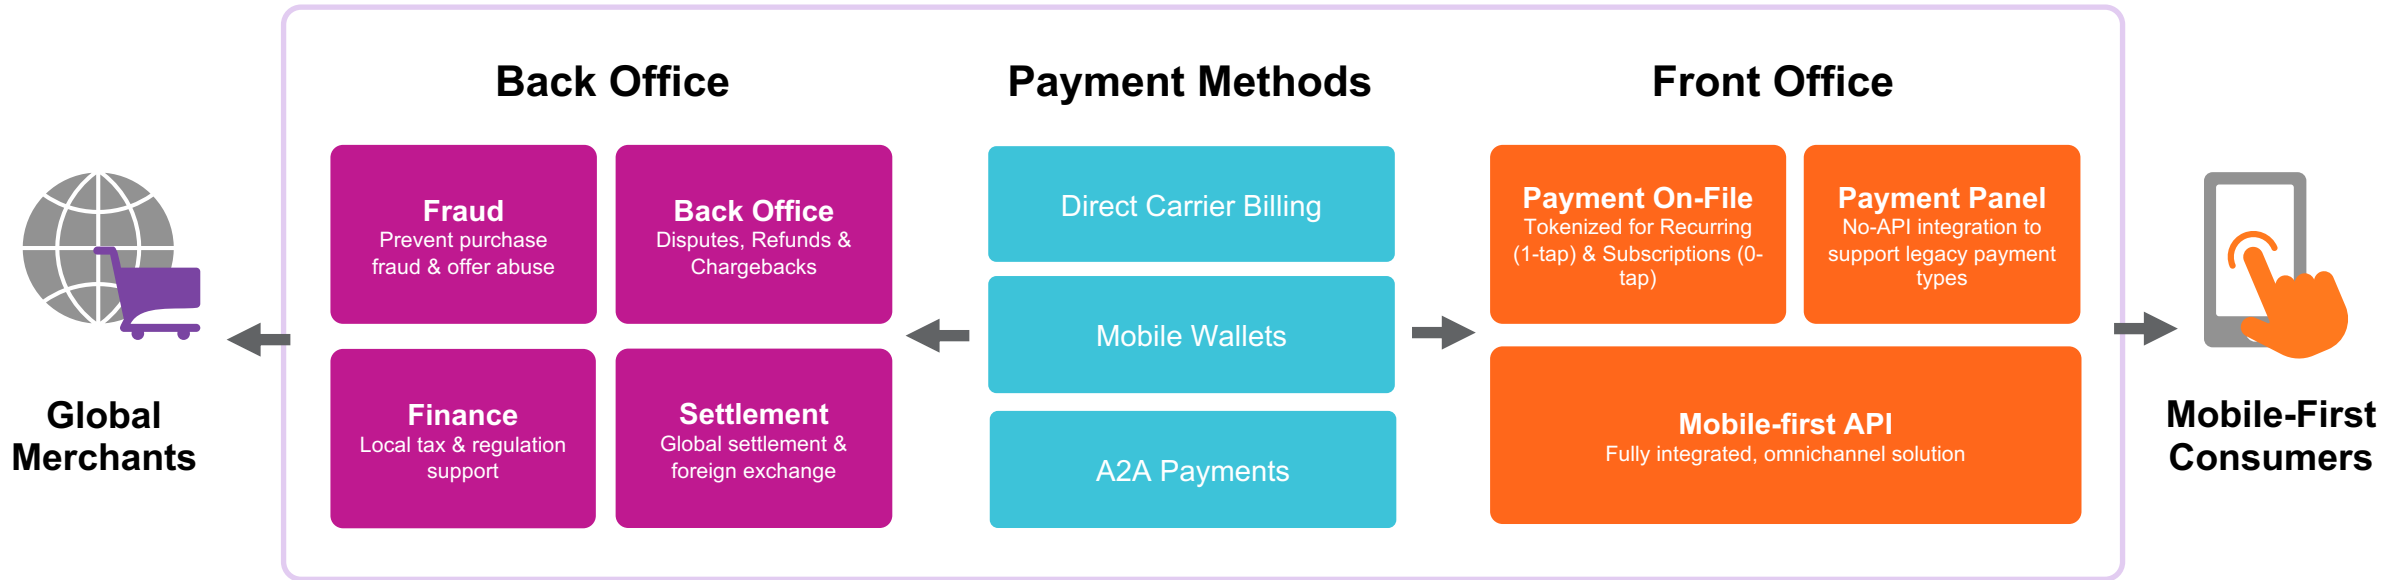 Back Office
Payment Methods
Front Office
Global
Merchants
Fraud
Prevent purchase
fraud & offer abuse
Back Office
Disputes, Refunds &
Chargebacks
Finance
Local tax & regulation
support
Settlement
Global settlement &
foreign exchange
Direct Carrier Billing
Mobile Wallets
A2A Payments
Payment On-File
Tokenized for Recurring
(1-tap) & Subscriptions (0-
tap)
Payment Panel
No-API integration to
support legacy payment
types
Mobile-first API
Fully integrated, omnichannel solution
Mobile-First
Consumers